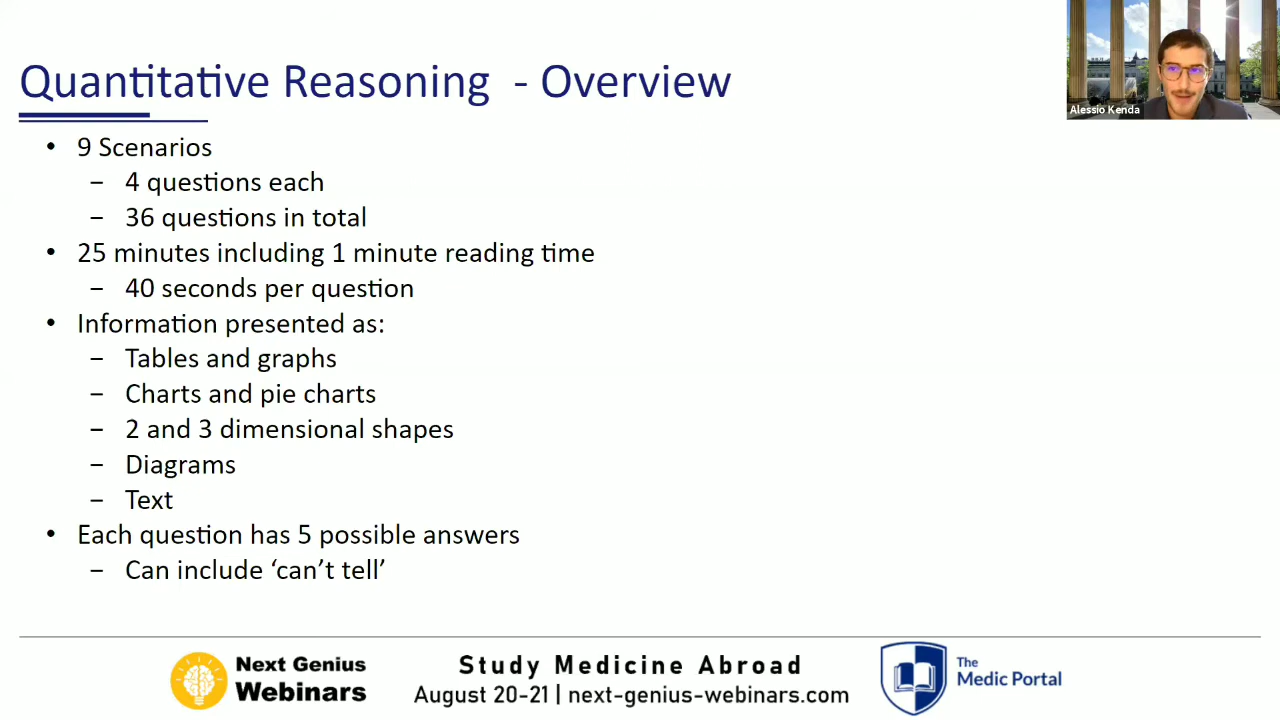 Quantitative Reasoning - Overview
Alessio Kenda
• 9 Scenarios
– 4 questions each
– 36 questions in total
• 25 minutes including 1 minute reading time
– 40 seconds per question
• Information presented as:
– Tables and graphs
– Charts and pie charts
– 2 and 3 dimensional shapes
– Diagrams
– Text
• Each question has 5 possible answers
– Can include ‘can’t tell’
Next Genius
Webinars
Study Medicine Abroad
August 20-21 | next-genius-webinars.com
The
Medic Portal